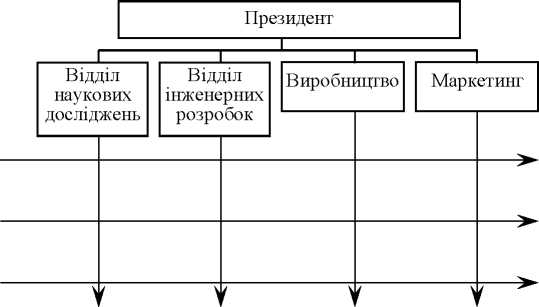 Президент
Відділ
наукових
досліджень
Відділ
інженерних
розробок
Виробництво
Маркетинг